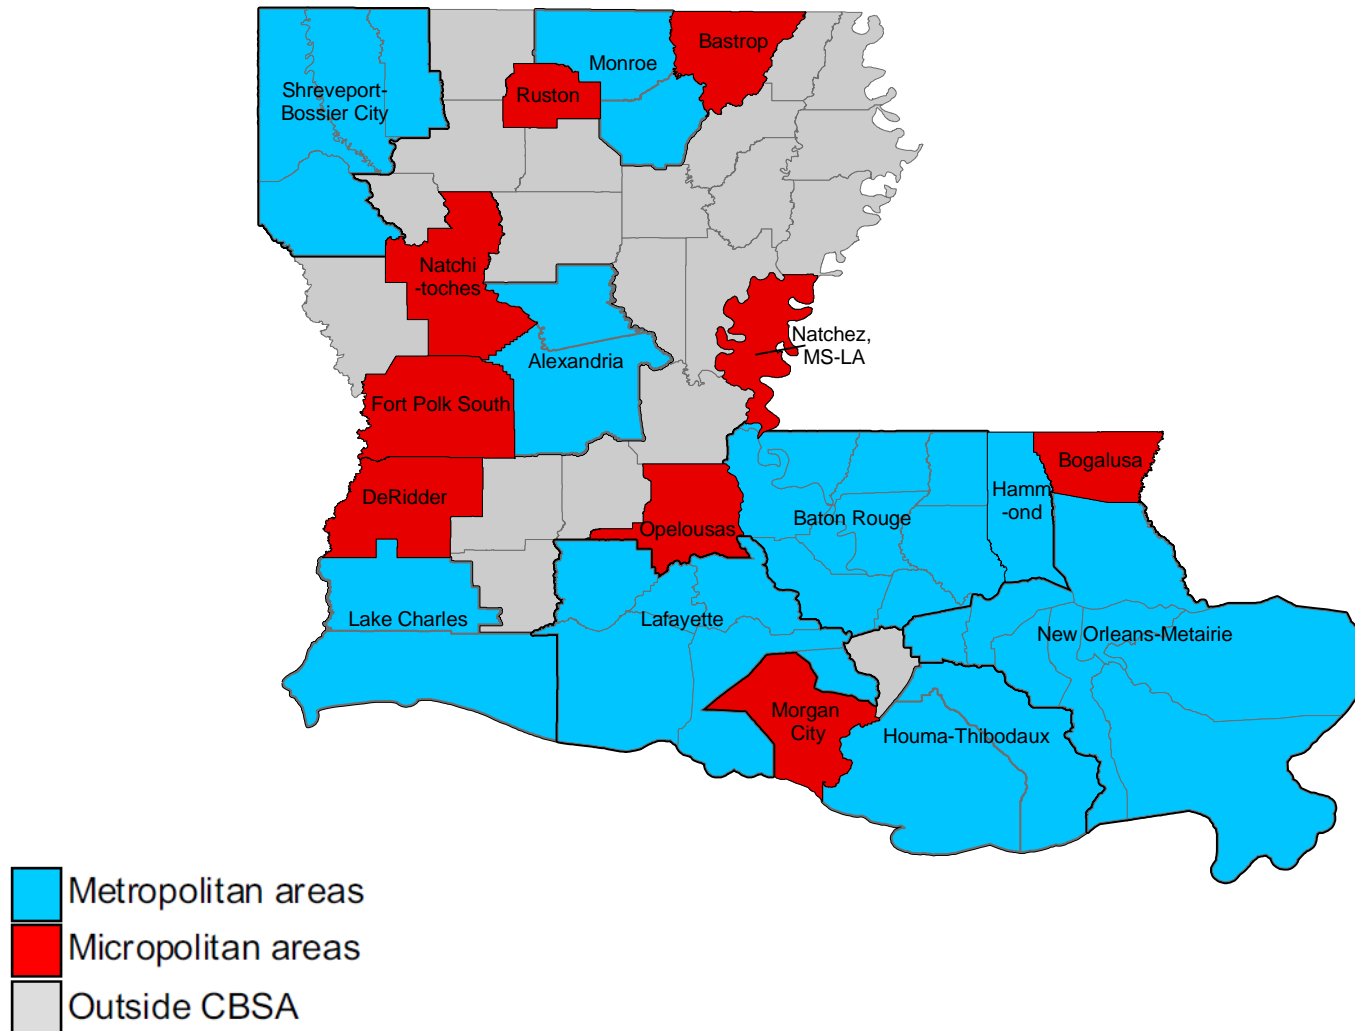 Bastrop
Monroe
Shreveport-
Bossier City
Ruston
Natchi
-toches
Natchez,
MS-LA
Alexandria
Fort Polk South
Bogalusa
DeRidder
Hamm
-ond
Baton Rouge
Opelousas
Lake Charles
Lafayette
New Orleans-Metairie
Morgan
City
Houma-Thibodaux
Metropolitan areas
Micropolitan areas
Outside CBSA